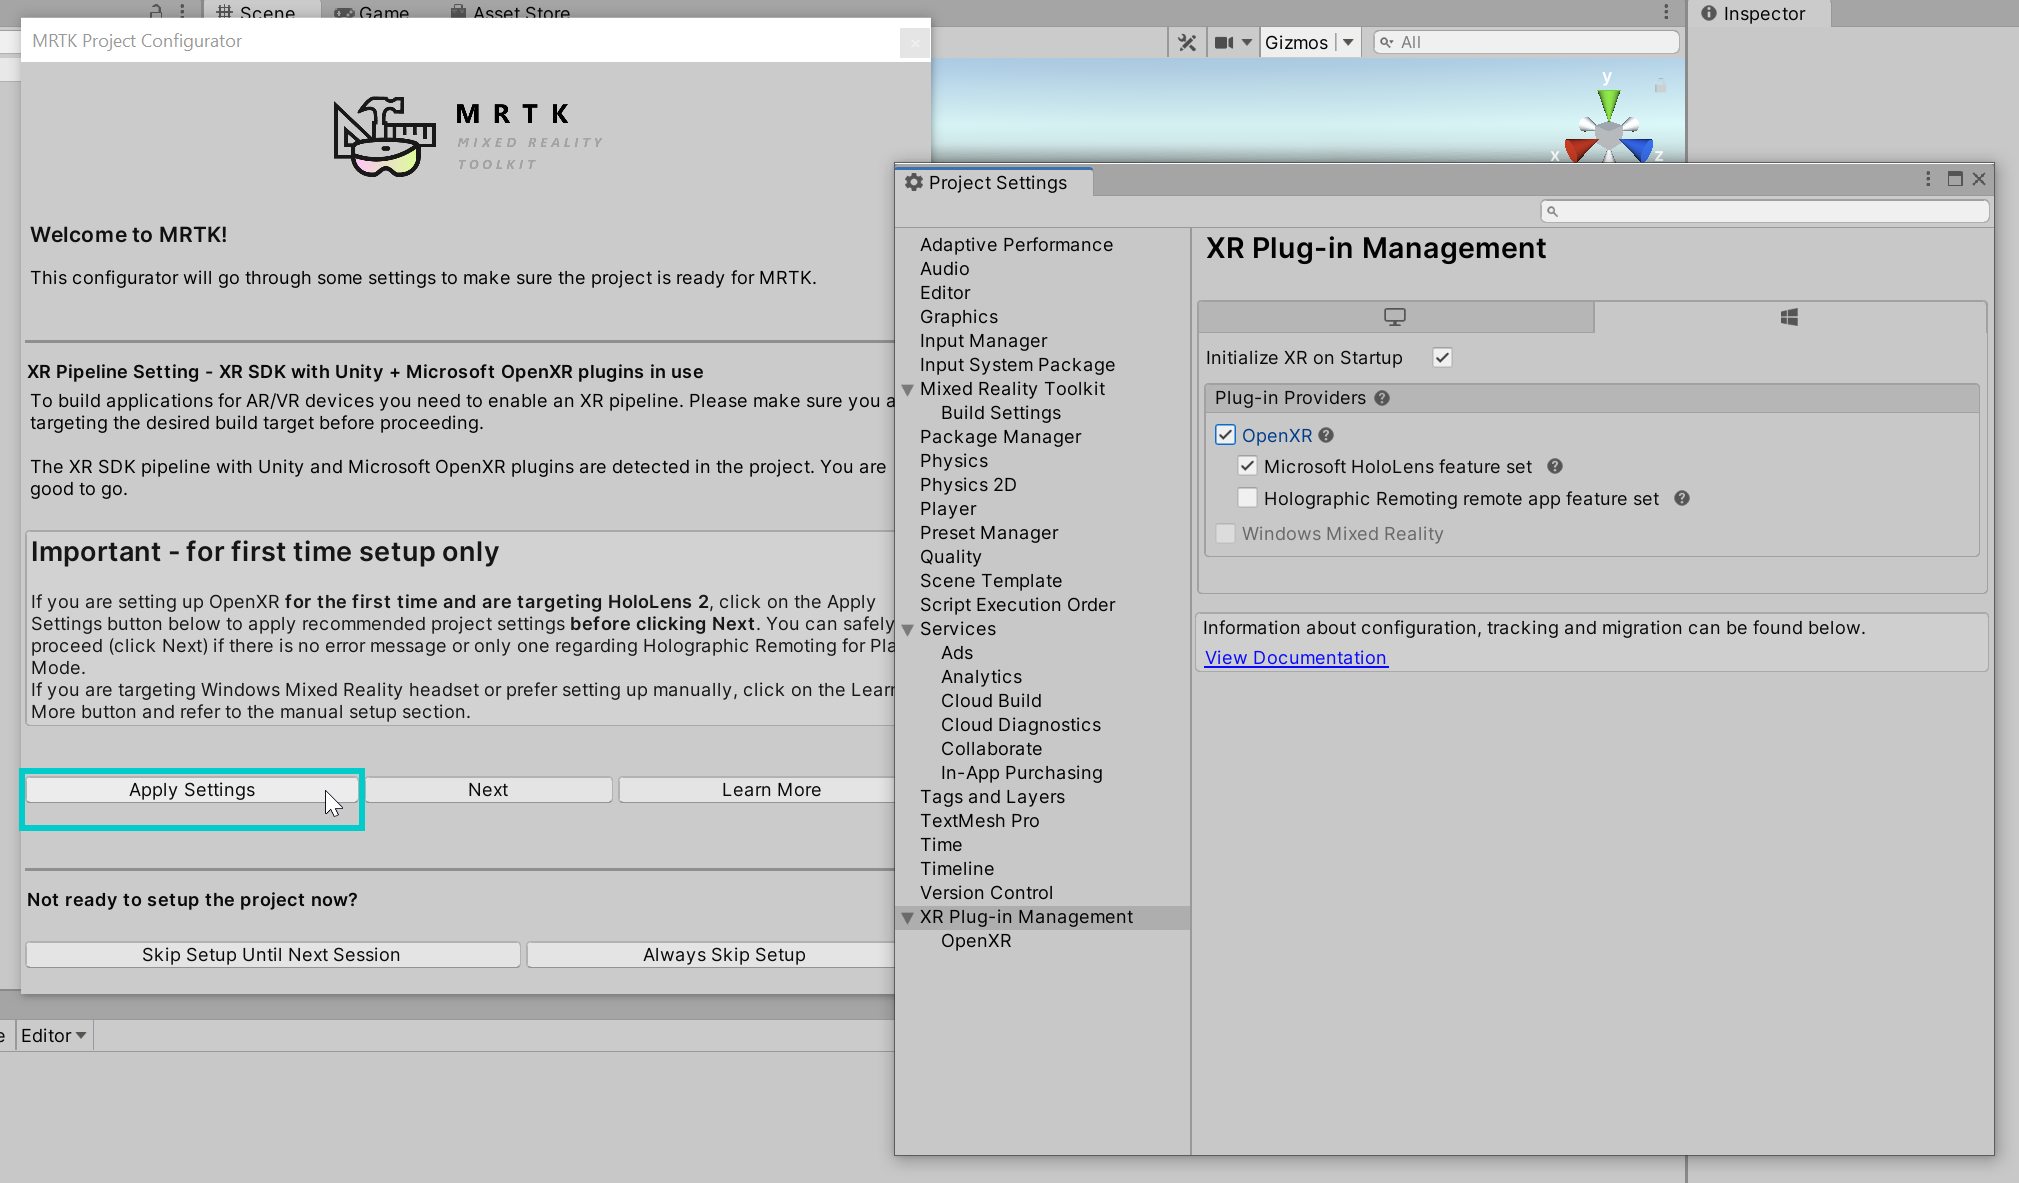 Scene
Game
Asset Store
Inspector
MRTK Project Configurator
Gizmos
All
MRTK
MIXED REALITY
TOOLKIT
y
x
z
Welcome to MRTK!
This configurator will go through some settings to make sure the project is ready for MRTK.
XR Pipeline Setting - XR SDK with Unity + Microsoft OpenXR plugins in use
To build applications for AR/VR devices you need to enable an XR pipeline. Please make sure you a
targeting the desired build target before proceeding.
The XR SDK pipeline with Unity and Microsoft OpenXR plugins are detected in the project. You are
good to go.
Important - for first time setup only
If you are setting up OpenXR for the first time and are targeting HoloLens 2, click on the Apply
Settings button below to apply recommended project settings before clicking Next. You can safely
proceed (click Next) if there is no error message or only one regarding Holographic Remoting for Pla
Mode.
If you are targeting Windows Mixed Reality headset or prefer setting up manually, click on the Learn
More button and refer to the manual setup section.
Apply Settings
Next
Learn More
Not ready to setup the project now?
Skip Setup Until Next Session
Always Skip Setup
e
Editor
Project Settings
Adaptive Performance
Audio
Editor
Graphics
Input Manager
Input System Package
Mixed Reality Toolkit
Build Settings
Package Manager
Physics
Physics 2D
Player
Preset Manager
Quality
Scene Template
Script Execution Order
Services
Ads
Analytics
Cloud Build
Cloud Diagnostics
Collaborate
In-App Purchasing
Tags and Layers
TextMesh Pro
Time
Timeline
Version Control
XR Plug-in Management
OpenXR
XR Plug-in Management
Initialize XR on Startup
Plug-in Providers
OpenXR
Microsoft HoloLens feature set
Holographic Remoting remote app feature set
Windows Mixed Reality
Information about configuration, tracking and migration can be found below.
View Documentation